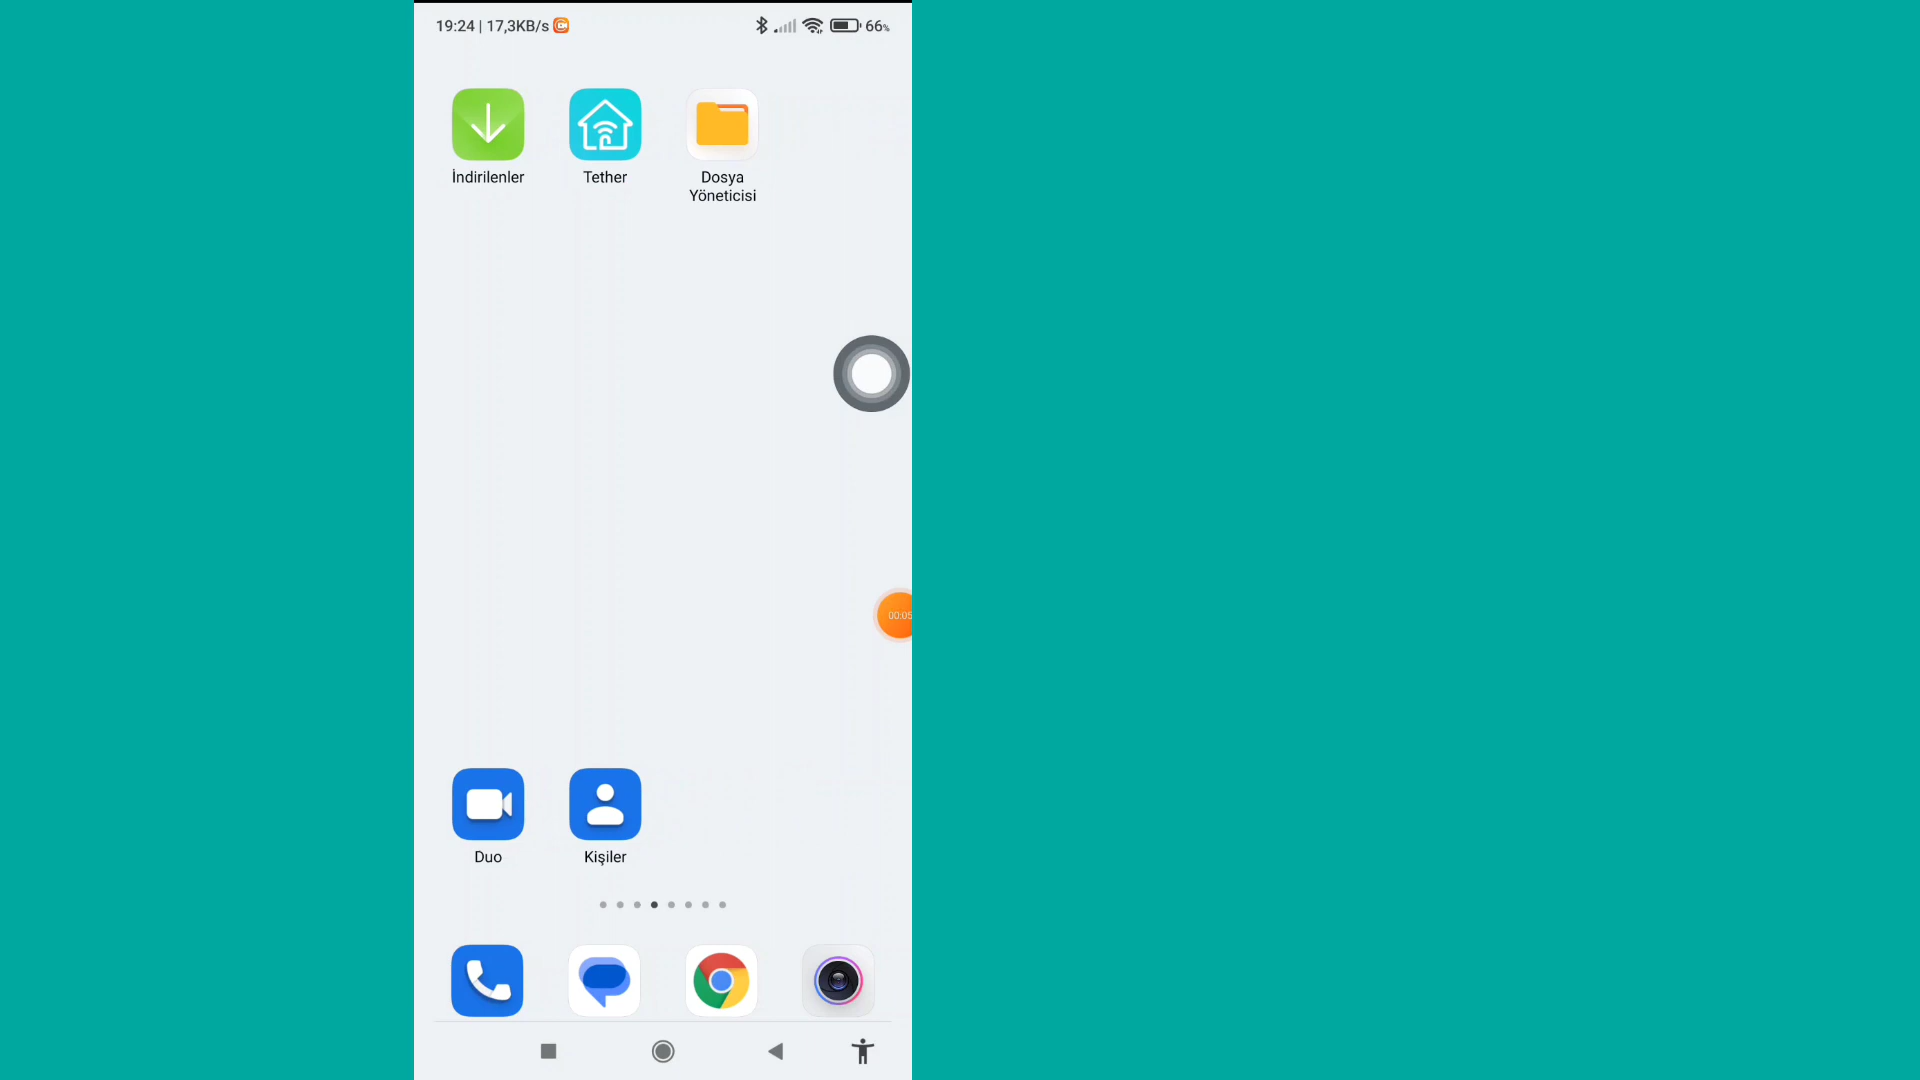 19:24 | 17,3KB/s
66%
İndirilenler
Tether
Dosya
Yöneticisi
00:05
Duo
Kişiler